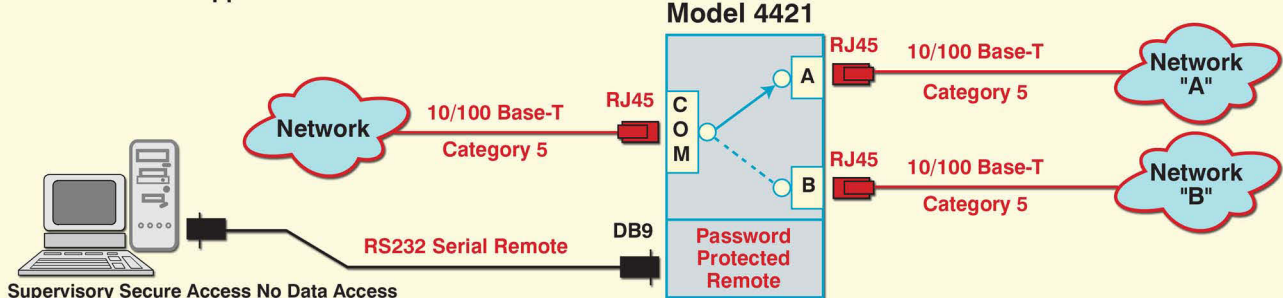 Model 4421
RJ45
10/100 Base-T
Category 5
Network
"A"
A
Network
10/100 Base-T
Category 5
RJ45
COM
B
RJ45
10/100 Base-T
Category 5
Network
"B"
RS232 Serial Remote
DB9
Password
Protected
Remote
Supervisory Secure Access No Data Access